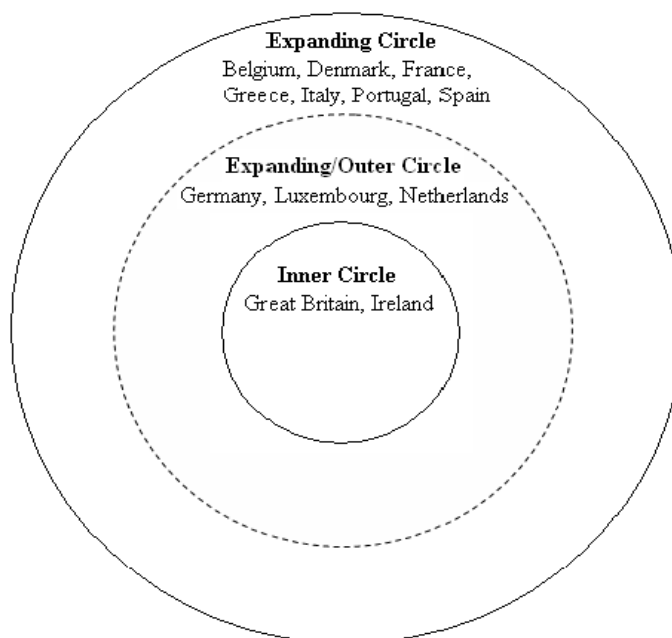 Expanding Circle
Belgium, Denmark, France,
Greece, Italy, Portugal, Spain
Expanding/Outer Circle
Germany, Luxembourg, Netherlands
Inner Circle
Great Britain, Ireland